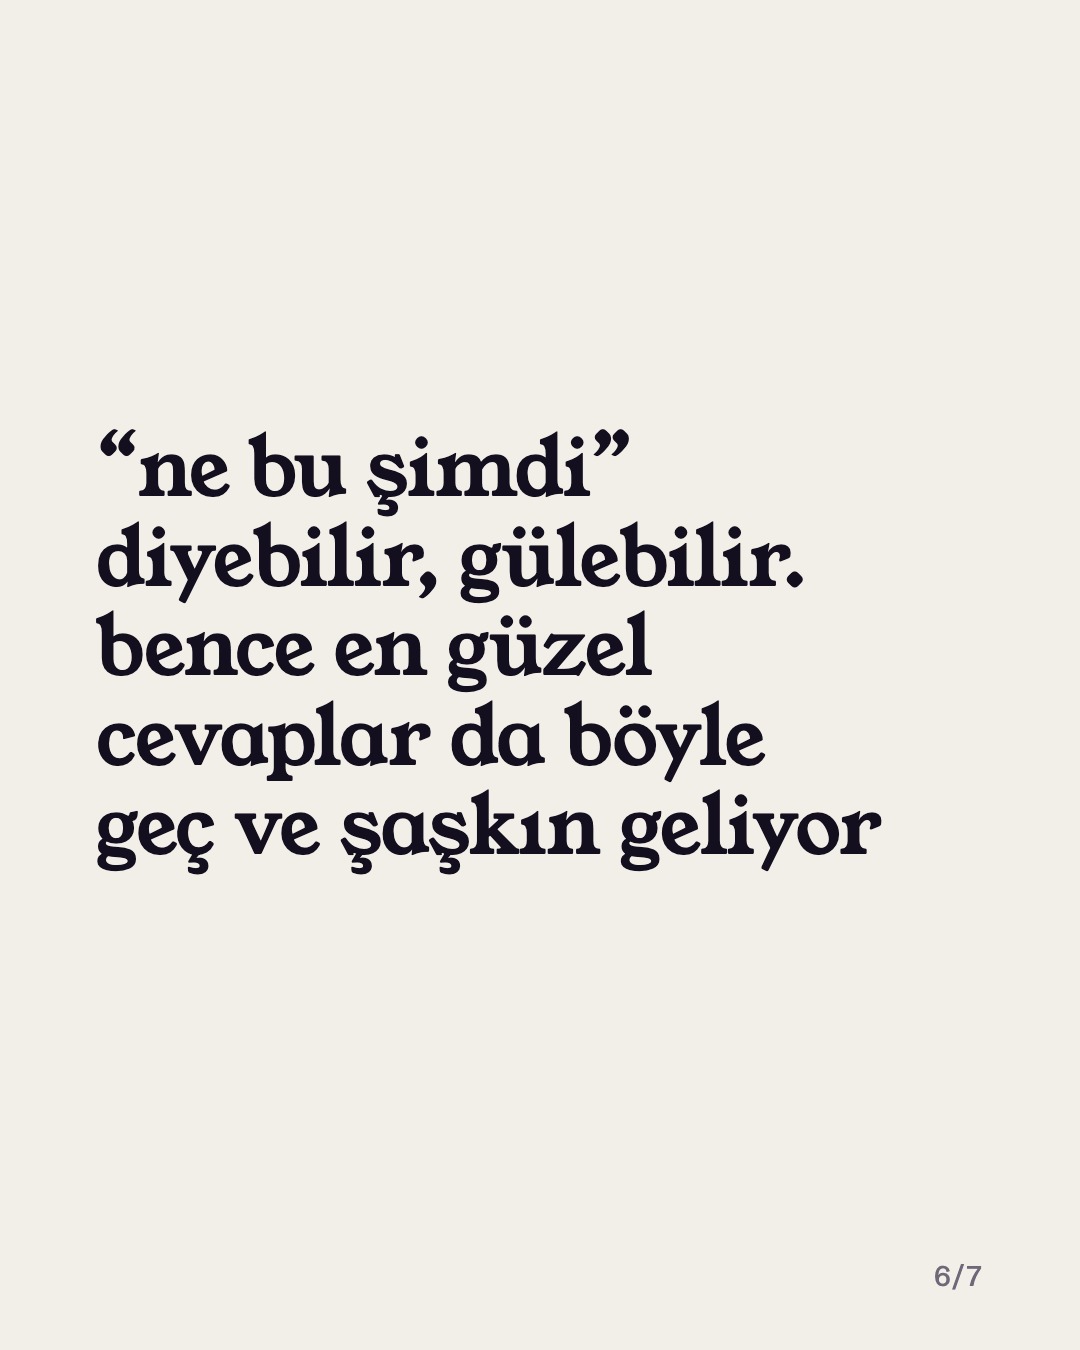 “ne bu şimdi”
diyebilir, gülebilir.
bence en güzel
cevaplar da böyle
geç ve şaşkın geliyor
6/7